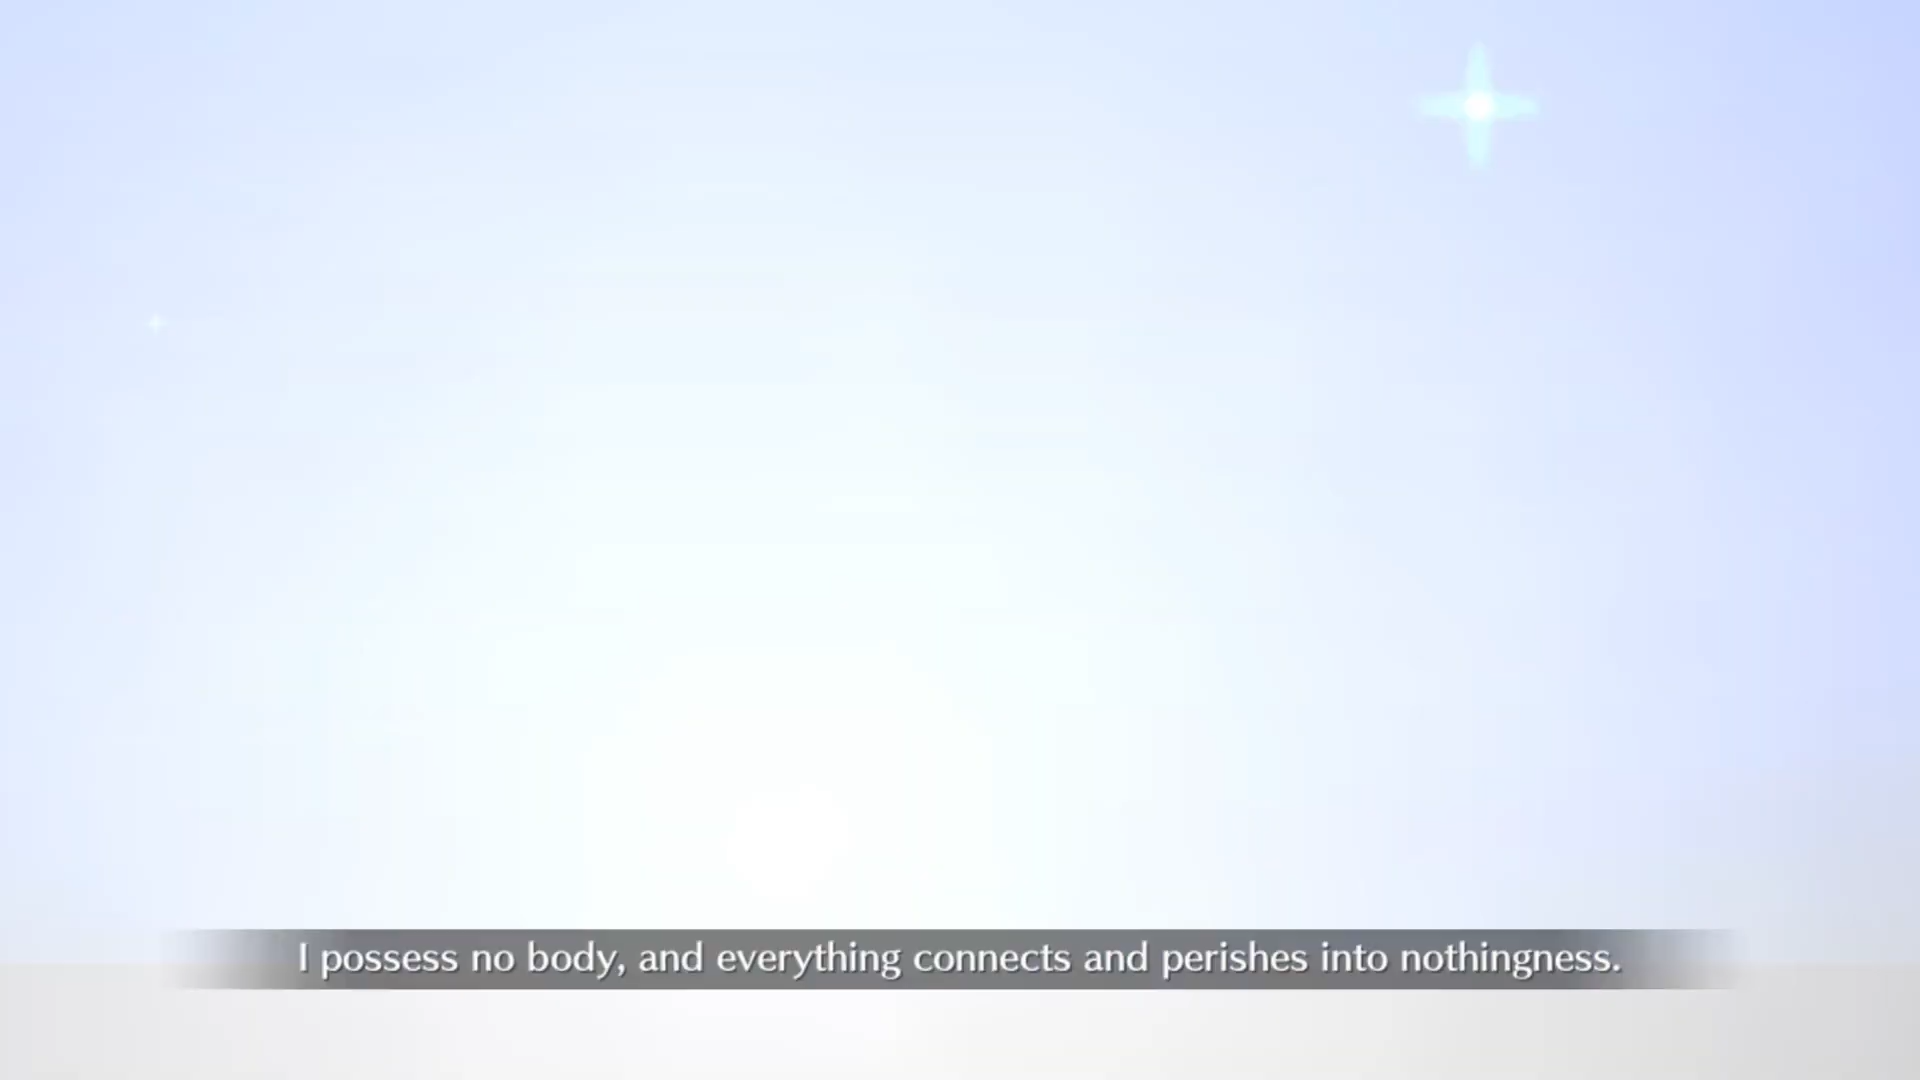 I possess no body, and everything connects and perishes into nothingness.